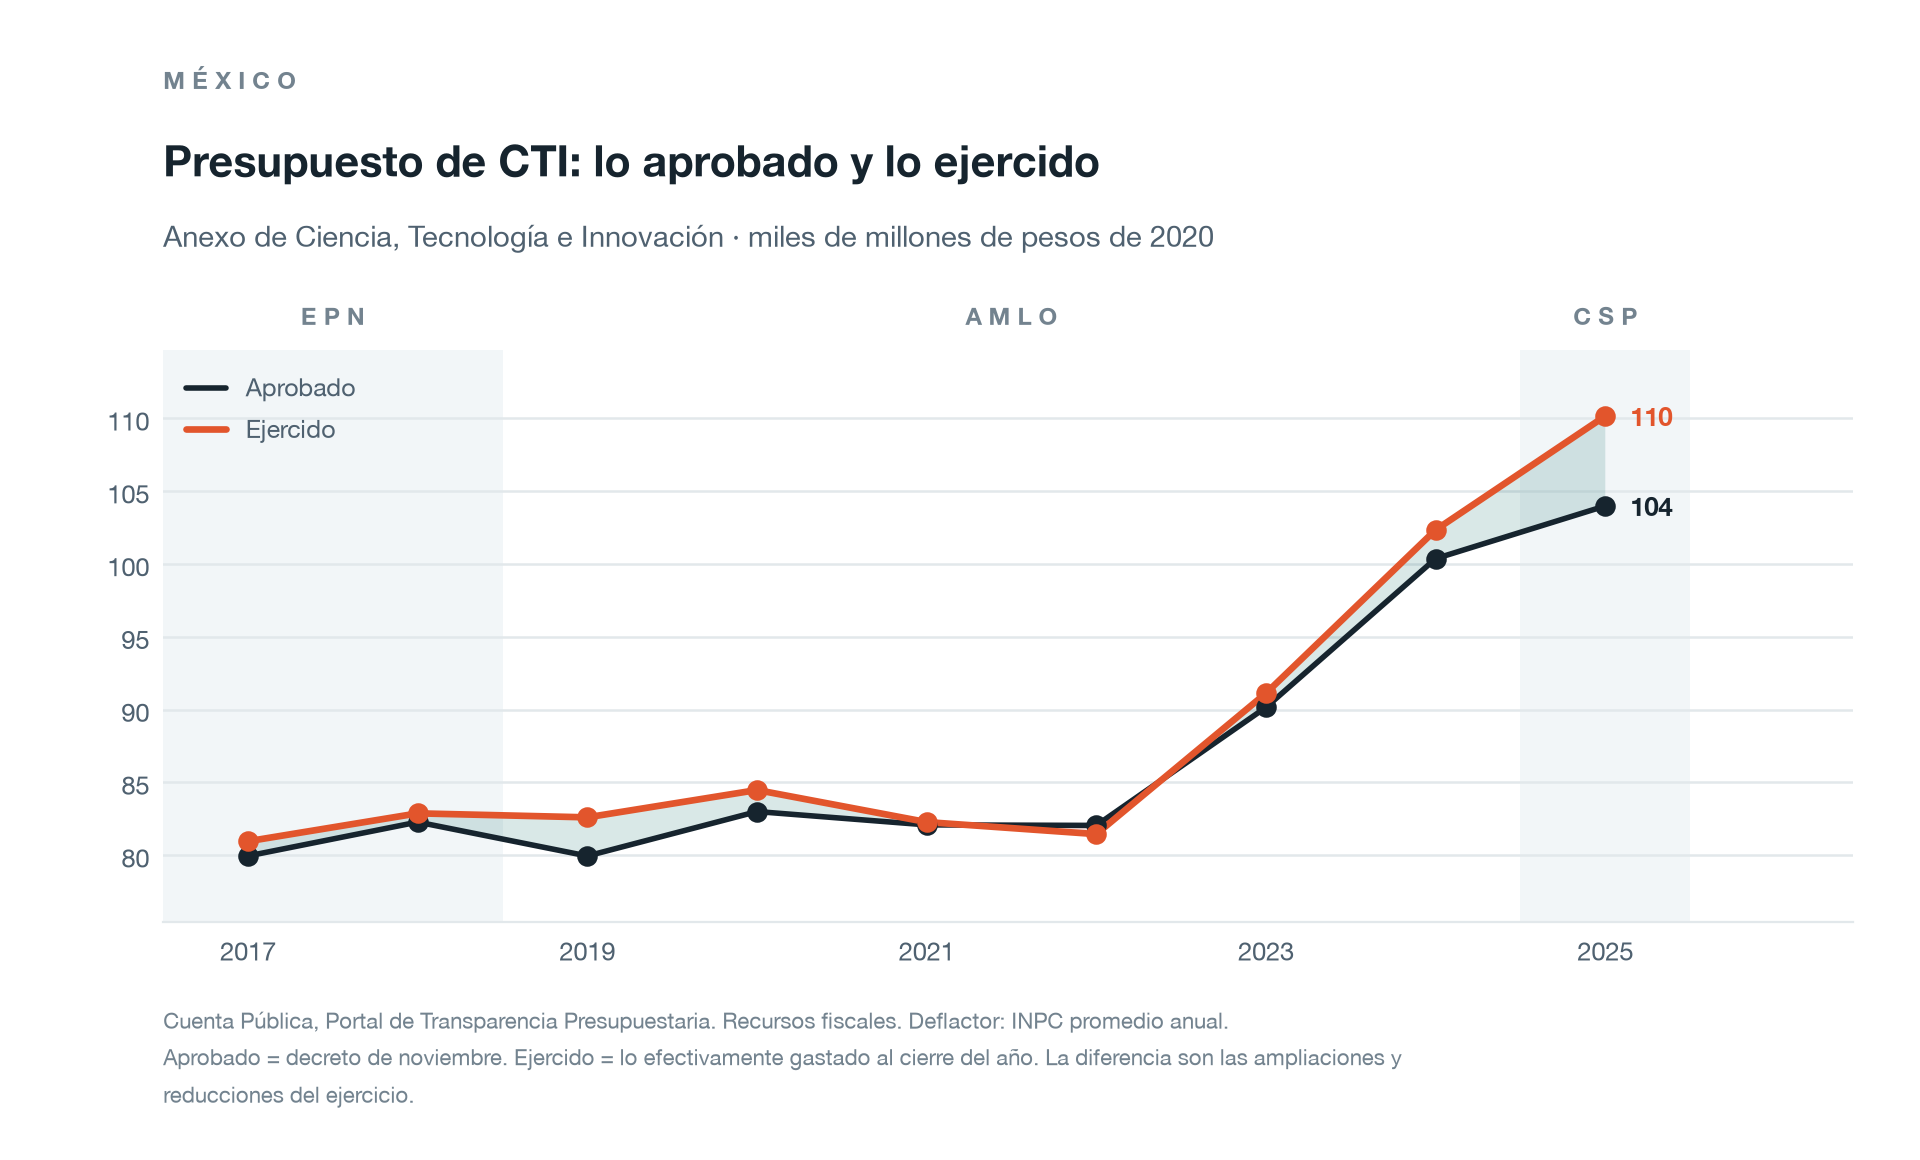 MÉXICO
Presupuesto de CTI: lo aprobado y lo ejercido
Anexo de Ciencia, Tecnología e Innovación · miles de millones de pesos de 2020
EPN AMLO CSP
Aprobado
Ejercido
110
105
100
95
90
85
80
110
104
2017 2019 2021 2023 2025
Cuenta Pública, Portal de Transparencia Presupuestaria. Recursos fiscales. Deflactor: INPC promedio anual.
Aprobado = decreto de noviembre. Ejercido = lo efectivamente gastado al cierre del año. La diferencia son las ampliaciones y
reducciones del ejercicio.